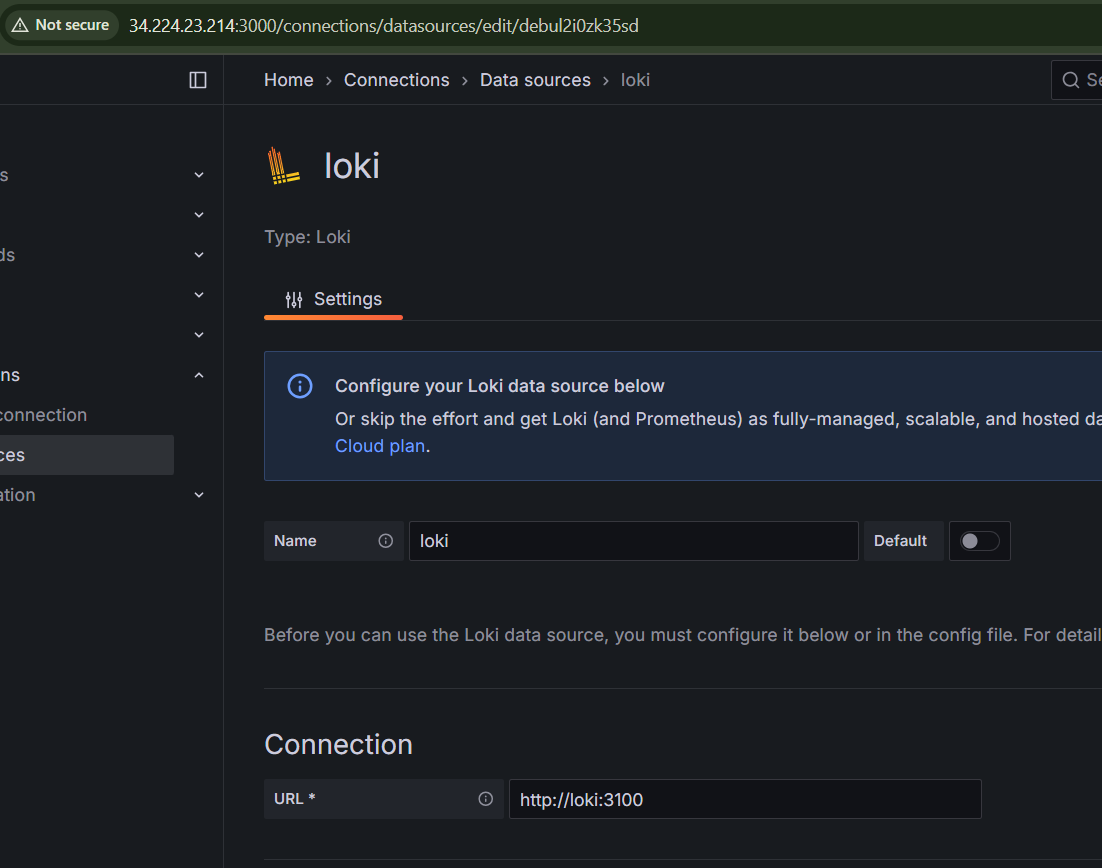 Not secure 34.224.23.214:3000/connections/datasources/edit/debul2i0zk35sd
Home › Connections › Data sources › loki
loki
Type: Loki
Settings
Configure your Loki data source below
Or skip the effort and get Loki (and Prometheus) as fully-managed, scalable, and hosted da
Cloud plan.
Name loki Default
Before you can use the Loki data source, you must configure it below or in the config file. For detail
Connection
URL * http://loki:3100
s
ds
ns
connection
ces
ation
Se